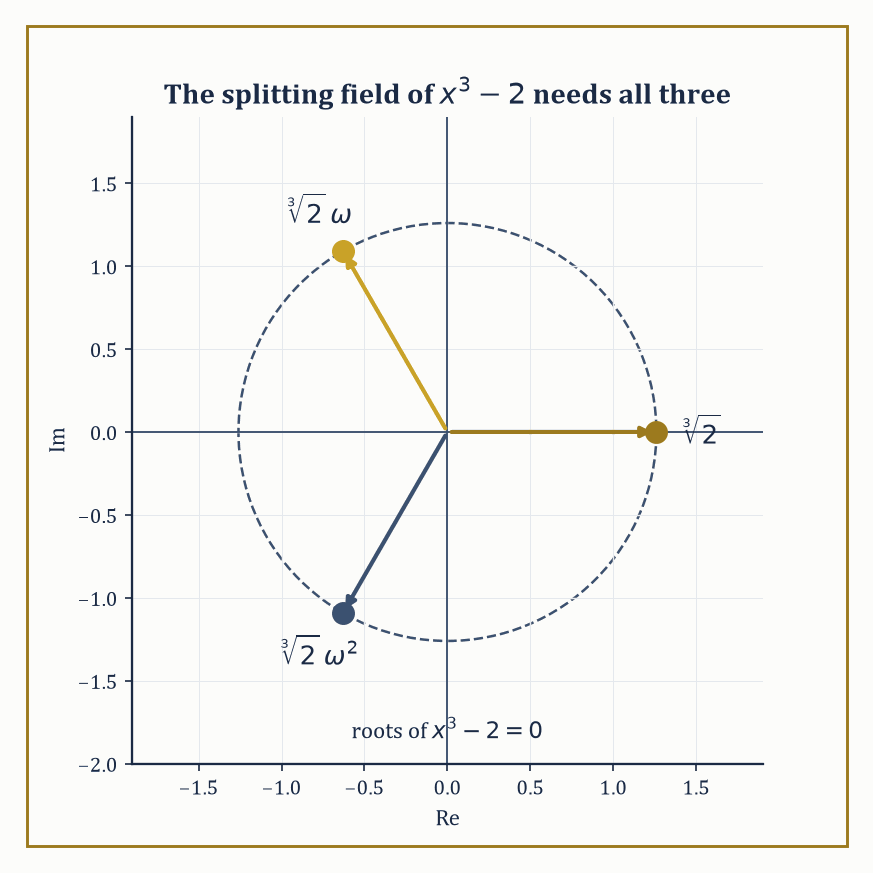 The splitting field of x³ − 2 needs all three
1.5
1.0
0.5
0.0
−0.5
−1.0
−1.5
−2.0
Im
∛2 ω
∛2
∛2 ω²
roots of x³ − 2 = 0
−1.5 −1.0 −0.5 0.0 0.5 1.0 1.5
Re